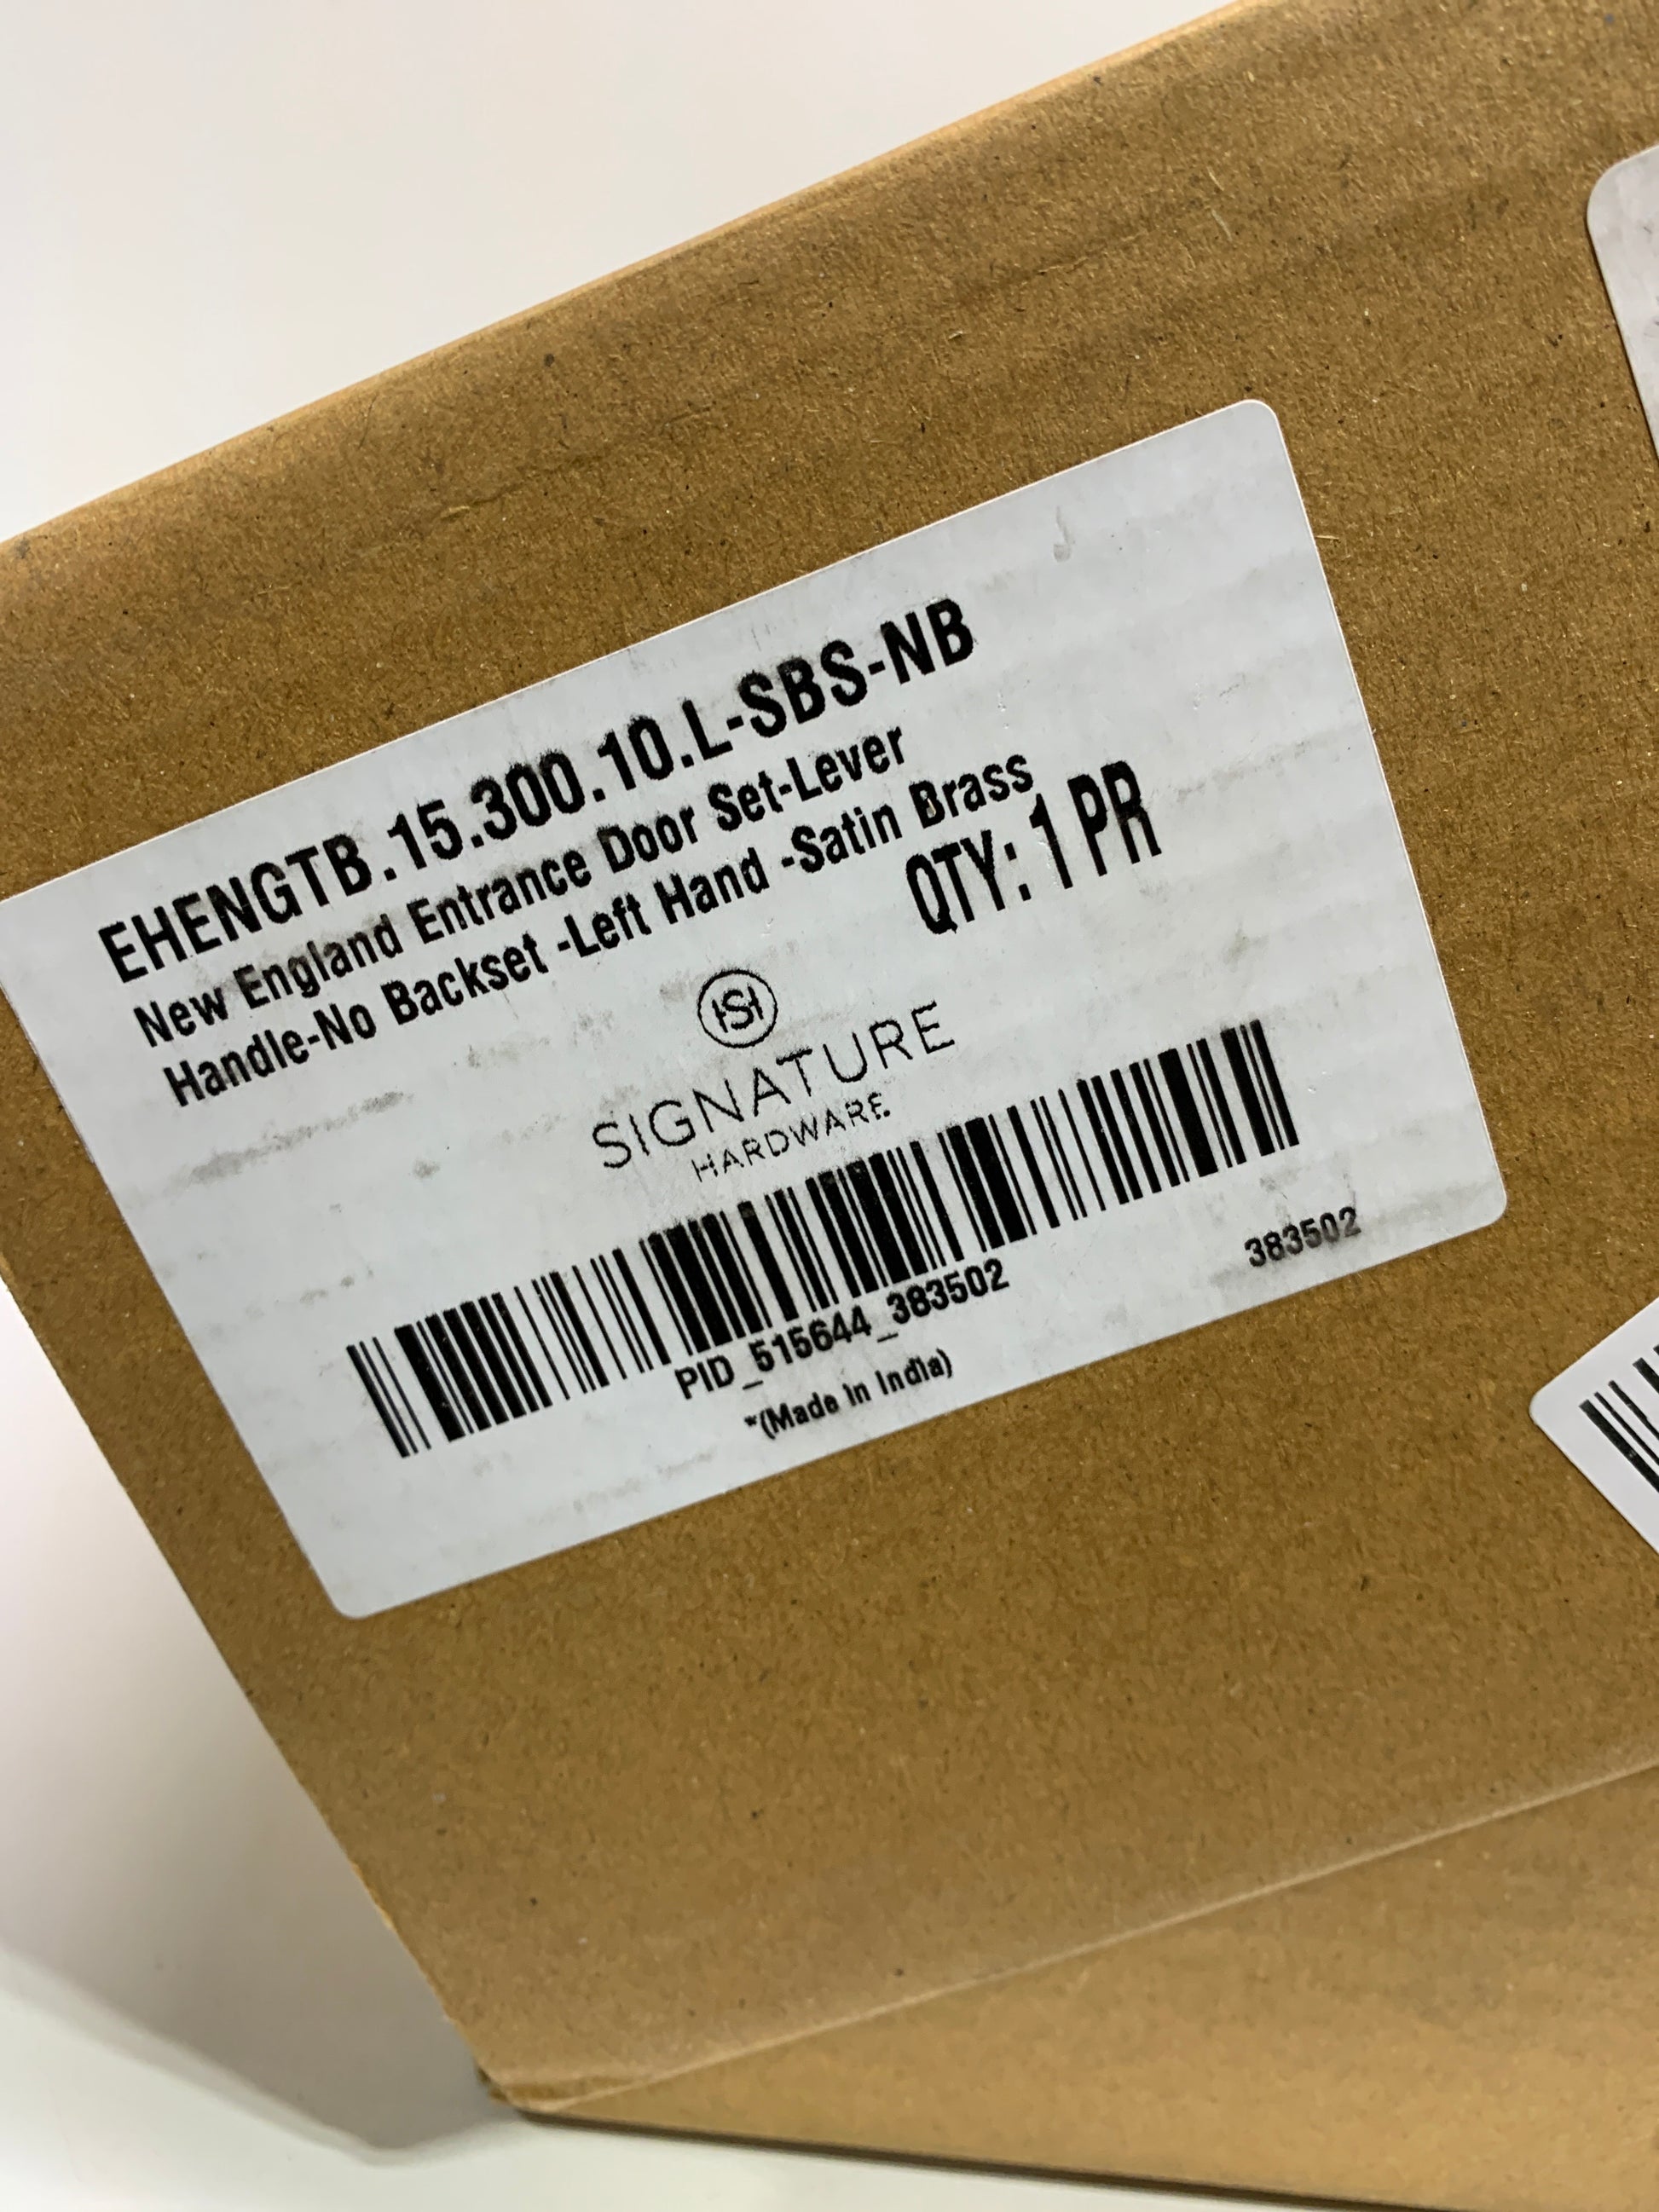 EHENGTB.15.300.10.L-SBS-NB
New England Entrance Door Set-Lever
Handle-No Backset -Left Hand -Satin Brass
QTY: 1 PR
SH
SIGNATURE
HARDWARE
PID_515644_383502
383502
*(Made in India)